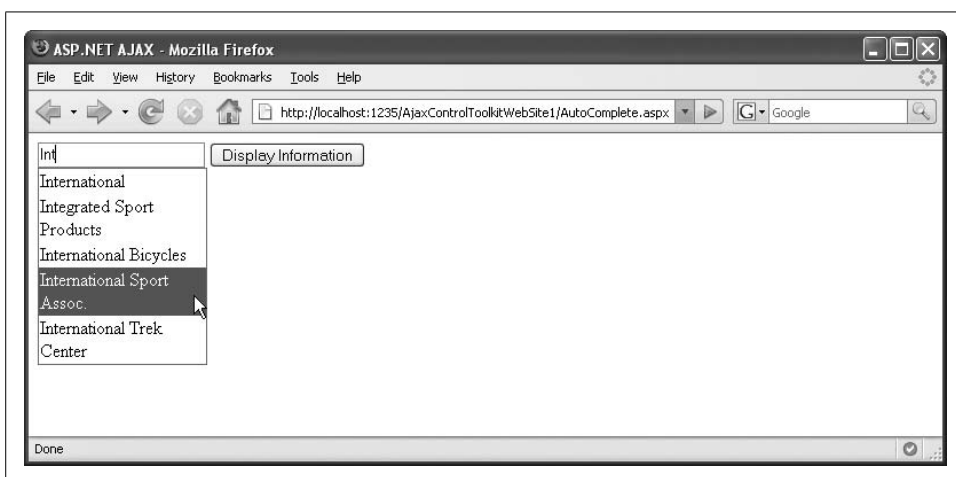 ASP.NET AJAX - Mozilla Firefox
File Edit View History Bookmarks Tools Help
http://localhost:1235/AjaxControlToolkitWebSite1/AutoComplete.aspx G Google
Int Display Information
International
Integrated Sport
Products
International Bicycles
International Sport
Assoc.
International Trek
Center
Done